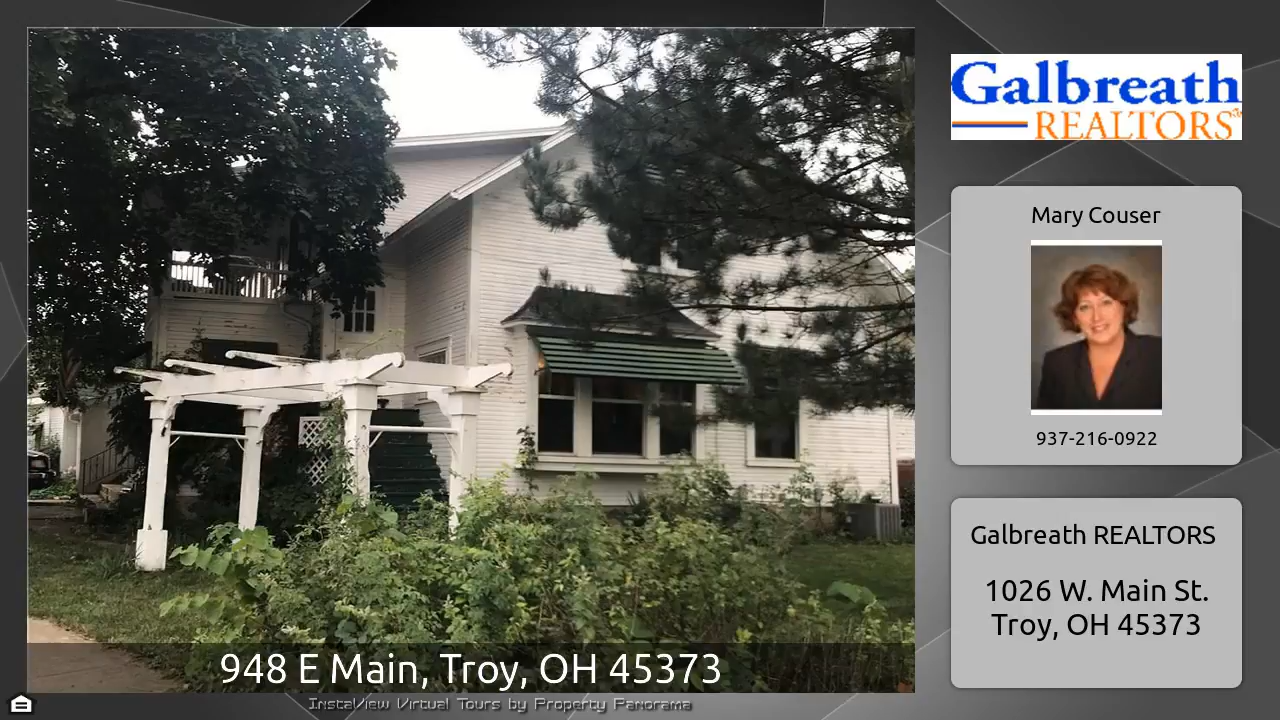 Galbreath
REALTORS
Mary Couser
937-216-0922
Galbreath REALTORS
1026 W. Main St.
Troy, OH 45373
948 E Main, Troy, OH 45373
InstaView Virtual Tours by Property Panorama